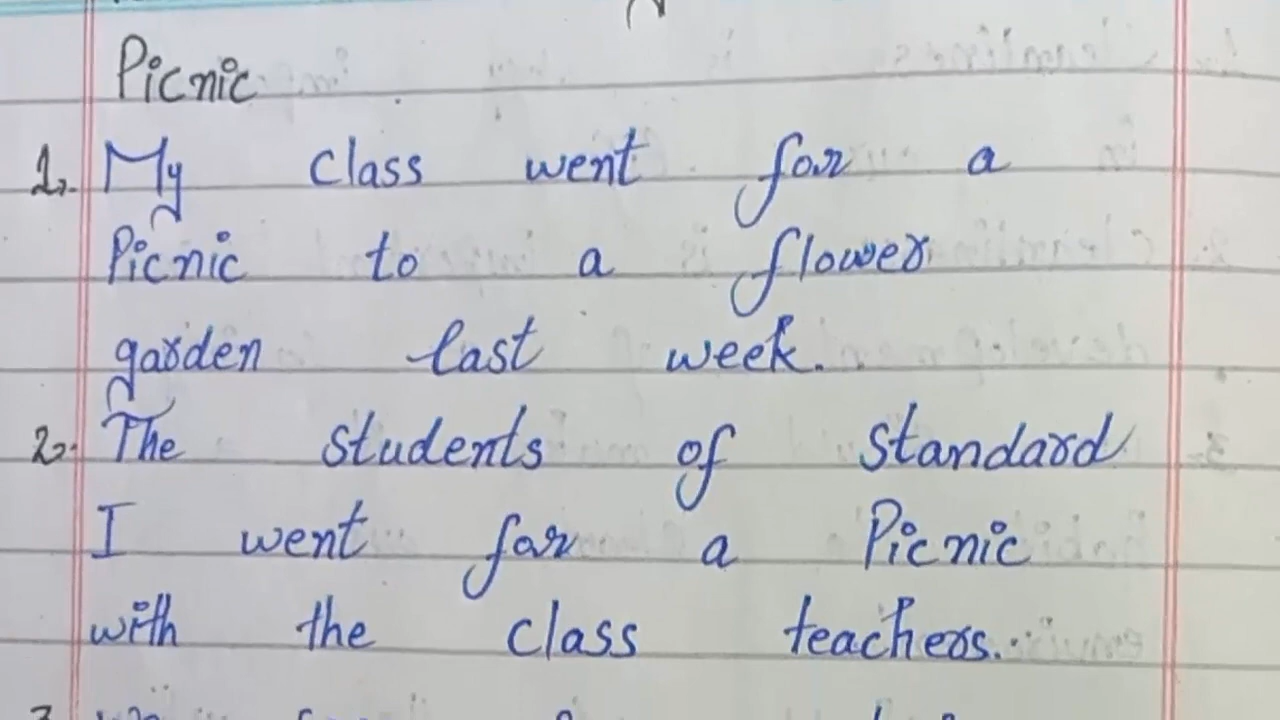 Picnic
1. My class went for a
Picnic to a flower
garden last week.
2. The students of Standard
I went for a Picnic
with the class teachers.
3.